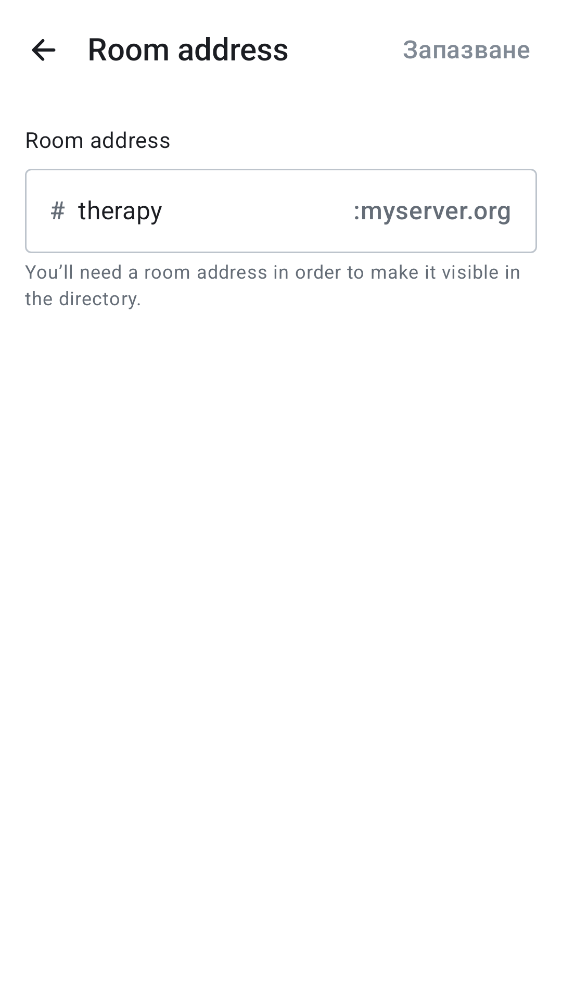 Room address Запазване
Room address
# therapy :myserver.org
You’ll need a room address in order to make it visible in
the directory.